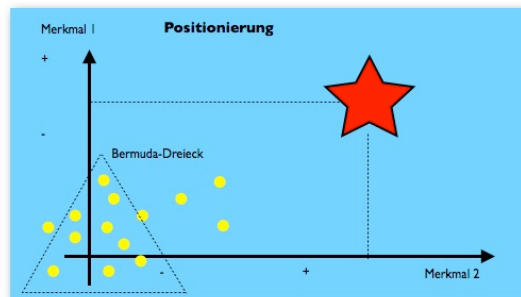 Merkmal 1
Positionierung
+
-
Bermuda-Dreieck
-
+
Merkmal 2